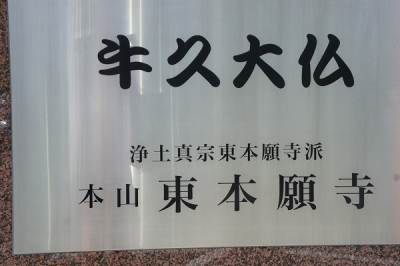 牛久大仏
浄土真宗東本願寺派
本山 東本願寺